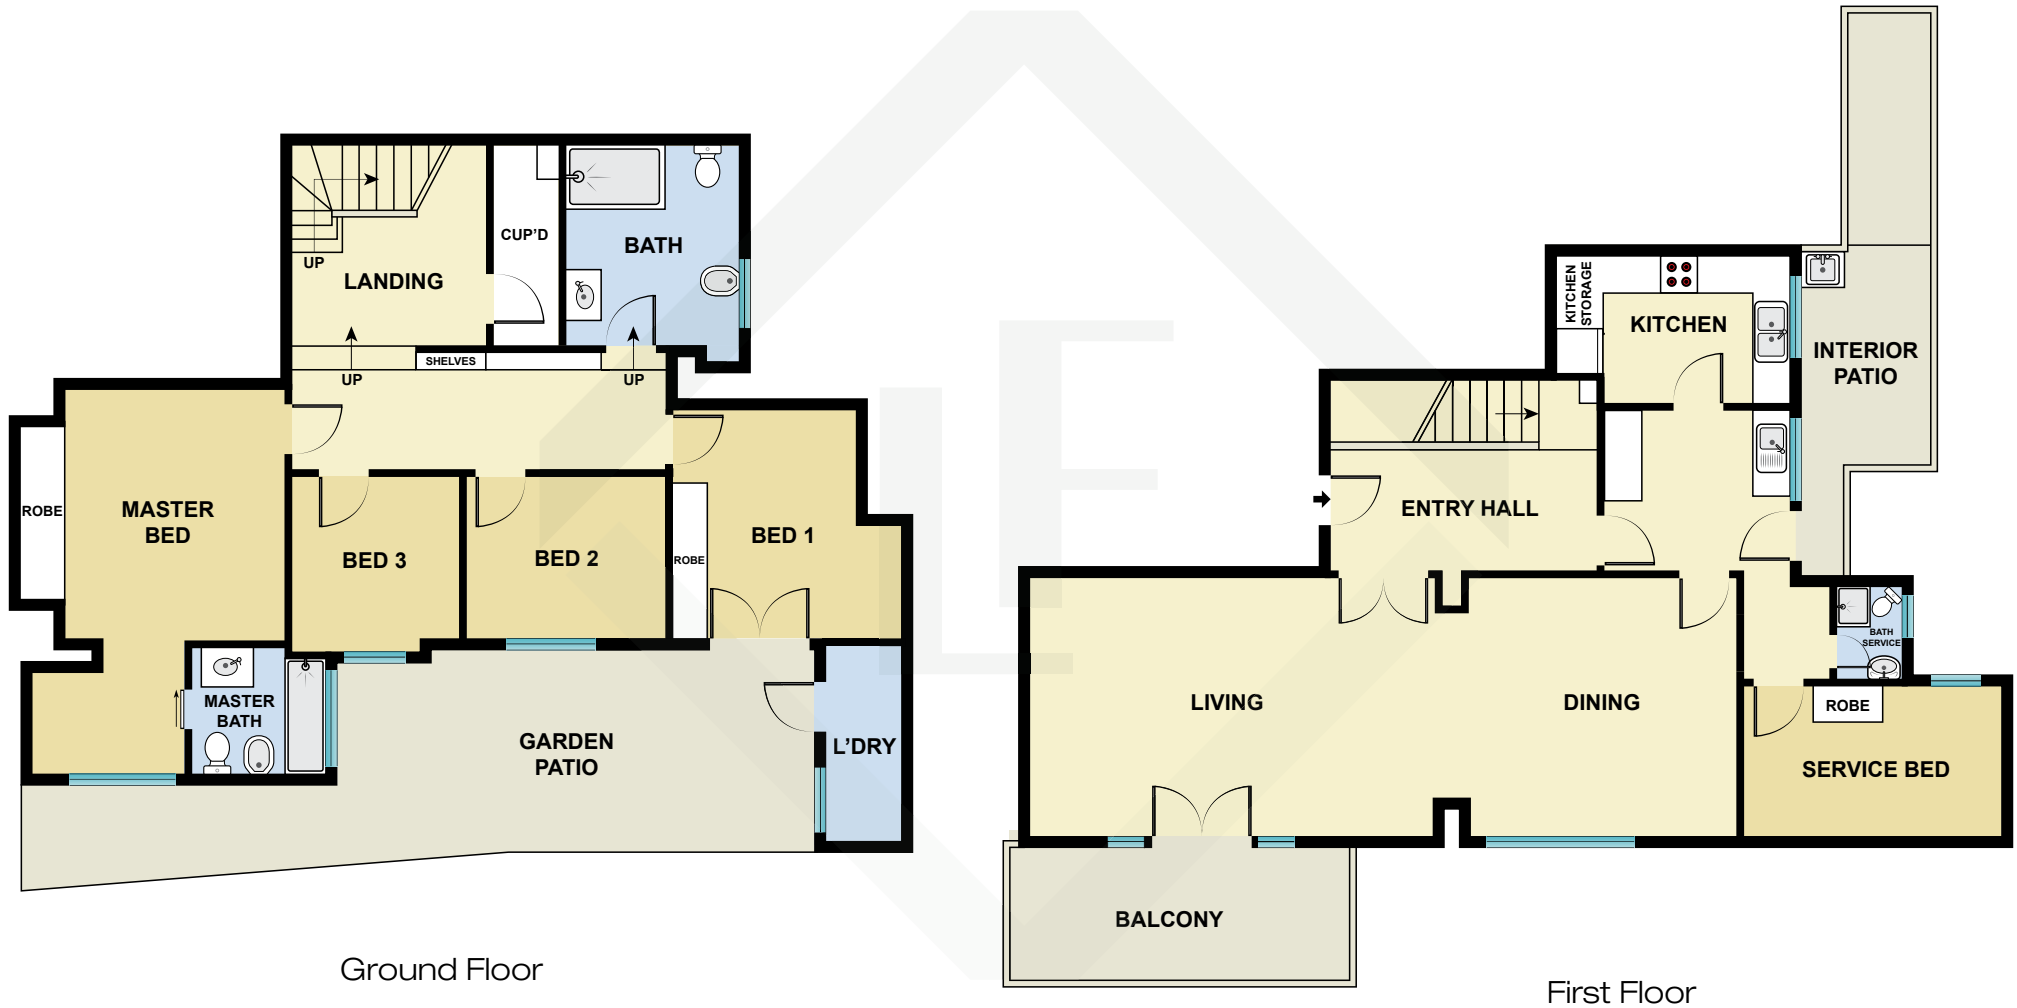 CUP'D
BATH
UP
LANDING
SHELVES
UP
UP
ROBE
MASTER
BED
BED 3
BED 2
ROBE
BED 1
MASTER
BATH
GARDEN
PATIO
L'DRY
Ground Floor
KITCHEN
STORAGE
KITCHEN
INTERIOR
PATIO
ENTRY HALL
BATH
SERVICE
LIVING
DINING
ROBE
SERVICE BED
BALCONY
First Floor
LF